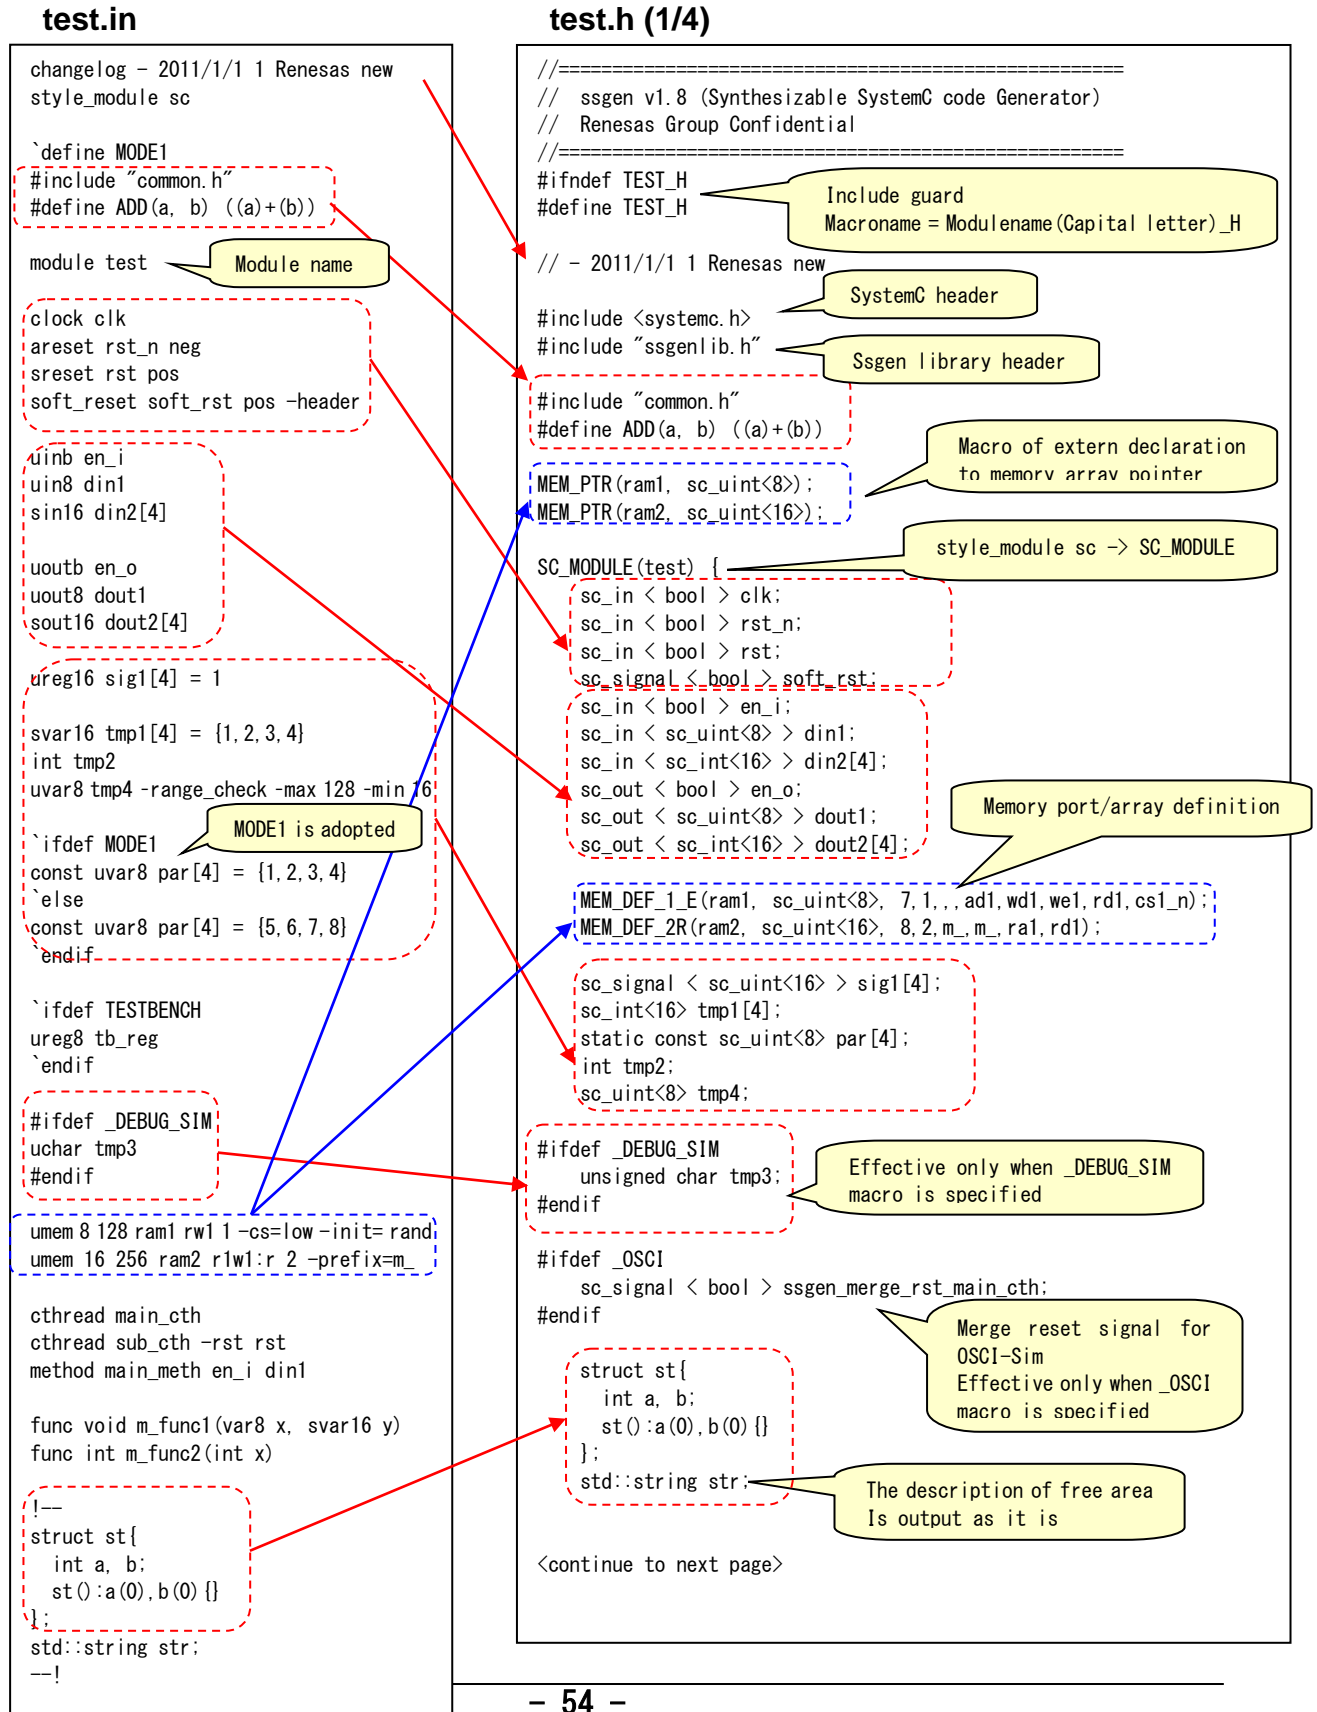 test.in
changelog - 2011/1/1 1 Renesas new
style_module sc
`define MODE1
#include "common.h"
#define ADD(a, b) ((a)+(b))
module test
Module name
clock clk
areset rst_n neg
sreset rst pos
soft_reset soft_rst pos -header
uinb en_i
uin8 din1
sin16 din2[4]
uoutb en_o
uout8 dout1
sout16 dout2[4]
ureg16 sig1[4] = 1
svar16 tmp1[4] = {1,2,3,4}
int tmp2
uvar8 tmp4 -range_check -max 128 -min 16
`ifdef MODE1
MODE1 is adopted
const uvar8 par[4] = {1,2,3,4}
`else
const uvar8 par[4] = {5,6,7,8}
`endif
`ifdef TESTBENCH
ureg8 tb_reg
`endif
#ifdef _DEBUG_SIM
uchar tmp3
#endif
umem 8 128 ram1 rw1 1 -cs=low -init= rand
umem 16 256 ram2 r1w1:r 2 -prefix=m_
cthread main_cth
cthread sub_cth -rst rst
method main_meth en_i din1
func void m_func1(var8 x, svar16 y)
func int m_func2(int x)
!--
struct st{
int a, b;
st():a(0),b(0){}
};
std::string str;
--!
test.h (1/4)
//=====================================================
// ssgen v1.8 (Synthesizable SystemC code Generator)
// Renesas Group Confidential
//=====================================================
#ifndef TEST_H
#define TEST_H
Include guard
Macroname = Modulename(Capital letter)_H
// - 2011/1/1 1 Renesas new
SystemC header
#include <systemc.h>
#include "ssgenlib.h"
Ssgen library header
#include "common.h"
#define ADD(a, b) ((a)+(b))
Macro of extern declaration
to memory array pointer
MEM_PTR(ram1, sc_uint<8>);
MEM_PTR(ram2, sc_uint<16>);
style_module sc -> SC_MODULE
SC_MODULE(test) {
sc_in < bool > clk;
sc_in < bool > rst_n;
sc_in < bool > rst;
sc_signal < bool > soft_rst;
sc_in < bool > en_i;
sc_in < sc_uint<8> > din1;
sc_in < sc_int<16> > din2[4];
sc_out < bool > en_o;
sc_out < sc_uint<8> > dout1;
sc_out < sc_int<16> > dout2[4];
Memory port/array definition
MEM_DEF_1_E(ram1, sc_uint<8>, 7,1,,,ad1,wd1,we1,rd1,cs1_n);
MEM_DEF_2R(ram2, sc_uint<16>, 8,2,m_,m_,ra1,rd1);
sc_signal < sc_uint<16> > sig1[4];
sc_int<16> tmp1[4];
static const sc_uint<8> par[4];
int tmp2;
sc_uint<8> tmp4;
#ifdef _DEBUG_SIM
unsigned char tmp3;
#endif
Effective only when _DEBUG_SIM
macro is specified
#ifdef _OSCI
sc_signal < bool > ssgen_merge_rst_main_cth;
#endif
Merge reset signal for
OSCI-Sim
Effective only when _OSCI
macro is specified
struct st{
int a, b;
st():a(0),b(0){}
};
std::string str;
The description of free area
Is output as it is
<continue to next page>
- 54 -